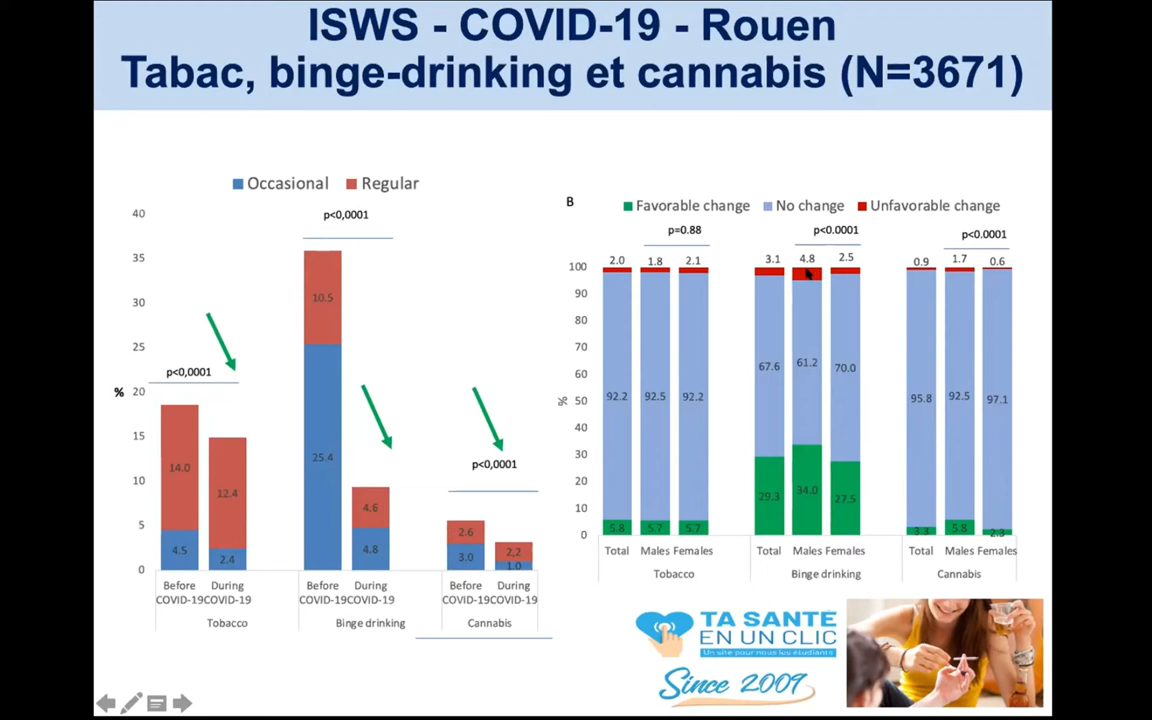 ISWS - COVID-19 - Rouen
Tabac, binge-drinking et cannabis (N=3671)
Occasional Regular
40
35
30
25
20
15
10
5
0
%
p<0,0001
p<0,0001
p<0,0001
14.0
4.5
12.4
2.4
10.5
25.4
4.6
4.8
2.6
3.0
2,2
1.0
Before COVID-19
During COVID-19
Before COVID-19
During COVID-19
Before COVID-19
During COVID-19
Tobacco
Binge drinking
Cannabis
B
Favorable change No change Unfavorable change
p=0.88
p<0.0001
p<0.0001
2.0 1.8 2.1 3.1 4.8 2.5 0.9 1.7 0.6
100
90
80
70
60
50
40
30
20
10
0
%
92.2 92.5 92.2 67.6 61.2 70.0 95.8 92.5 97.1
5.8 5.7 5.7 29.3 34.0 27.5 3.3 5.8 2.3
Total Males Females Total Males Females Total Males Females
Tobacco Binge drinking Cannabis
TA SANTE
EN UN CLIC
Un site pour nous les étudiants
Since 2009